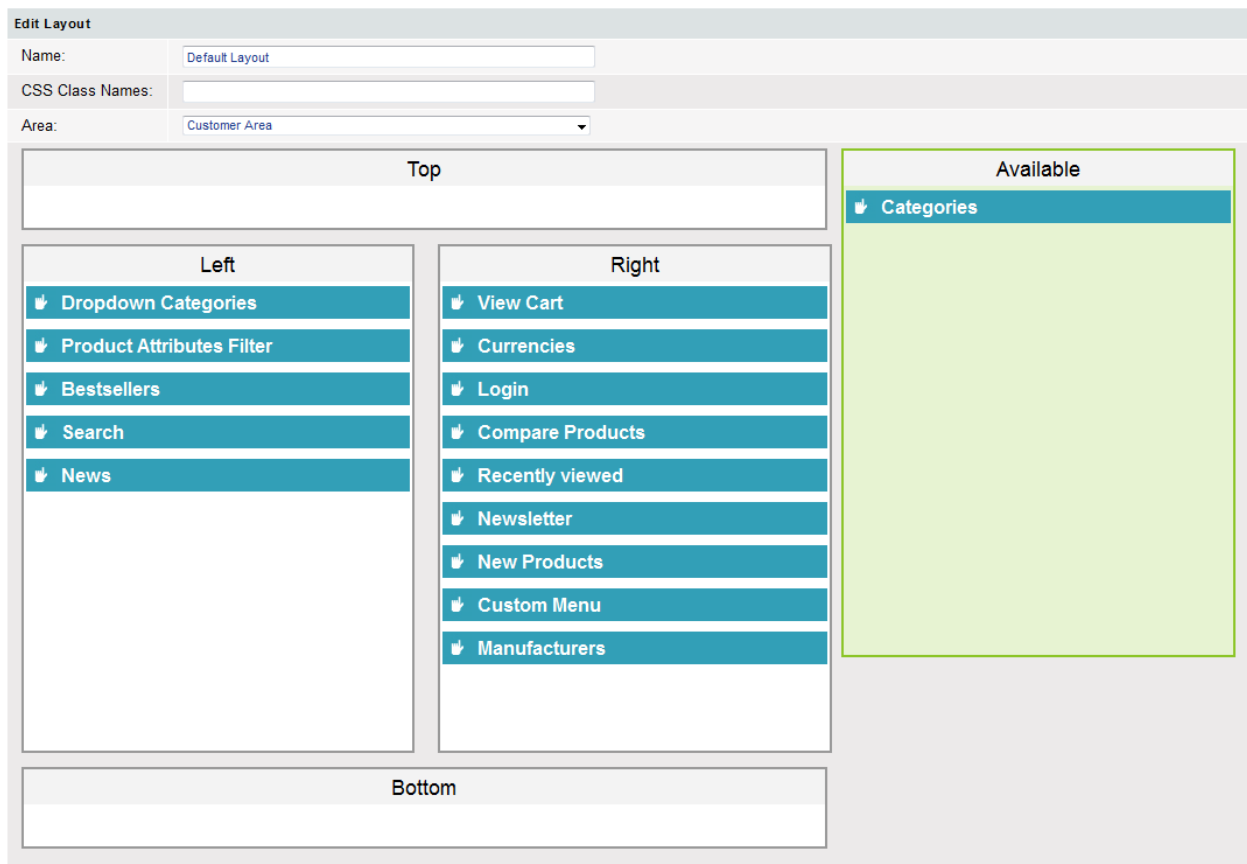 Edit Layout
Name: Default Layout
CSS Class Names:
Area: Customer Area
Top
Available
Categories
Left
Dropdown Categories
Product Attributes Filter
Bestsellers
Search
News
Right
View Cart
Currencies
Login
Compare Products
Recently viewed
Newsletter
New Products
Custom Menu
Manufacturers
Bottom